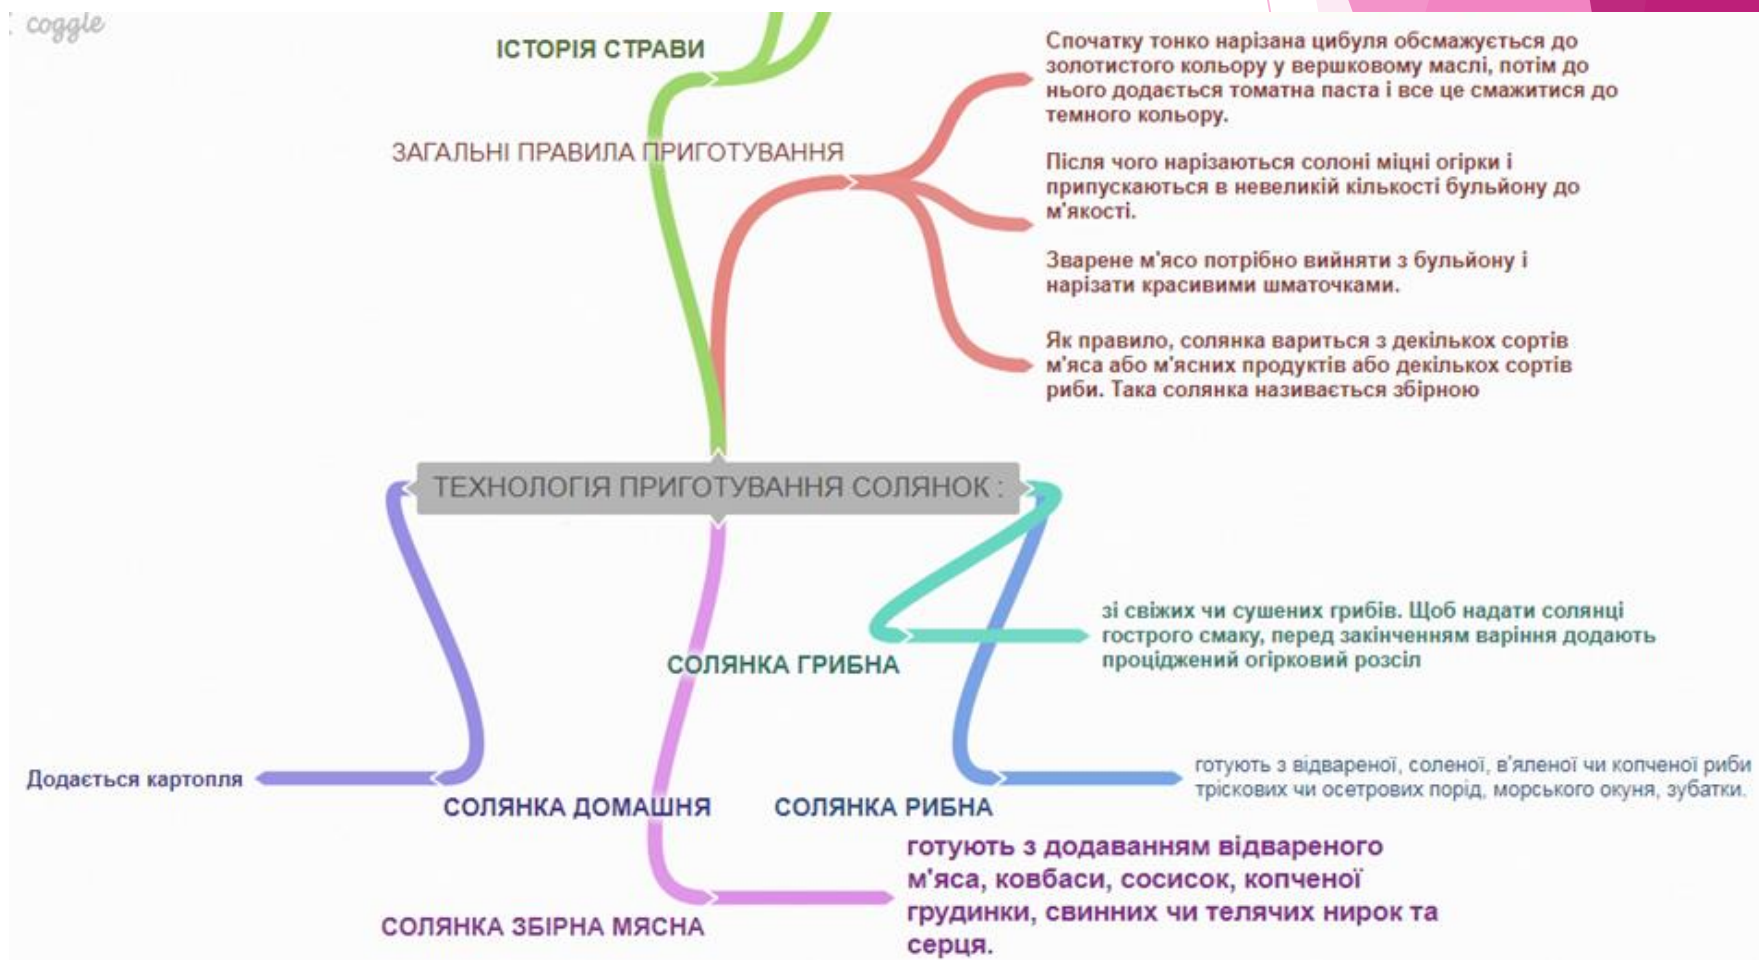 coggle
ІСТОРІЯ СТРАВИ
ЗАГАЛЬНІ ПРАВИЛА ПРИГОТУВАННЯ
Спочатку тонко нарізана цибуля обсмажується до
золотистого кольору у вершковому маслі, потім до
нього додається томатна паста і все це смажитися до
темного кольору.
Після чого нарізаються солоні міцні огірки і
припускаються в невеликій кількості бульйону до
м'якості.
Зварене м'ясо потрібно вийняти з бульйону і
нарізати красивими шматочками.
Як правило, солянка вариться з декількох сортів
м'яса або м'ясних продуктів або декількох сортів
риби. Така солянка називається збірною
ТЕХНОЛОГІЯ ПРИГОТУВАННЯ СОЛЯНОК :
СОЛЯНКА ГРИБНА
зі свіжих чи сушених грибів. Щоб надати солянці
гострого смаку, перед закінченням варіння додають
проціджений огірковий розсіл
Додається картопля
СОЛЯНКА ДОМАШНЯ
СОЛЯНКА РИБНА
готують з відвареної, соленої, в'яленої чи копченої риби
тріскових чи осетрових порід, морського окуня, зубатки.
СОЛЯНКА ЗБІРНА МЯСНА
готують з додаванням відвареного
м'яса, ковбаси, сосисок, копченої
грудинки, свинних чи телячих нирок та
серця.